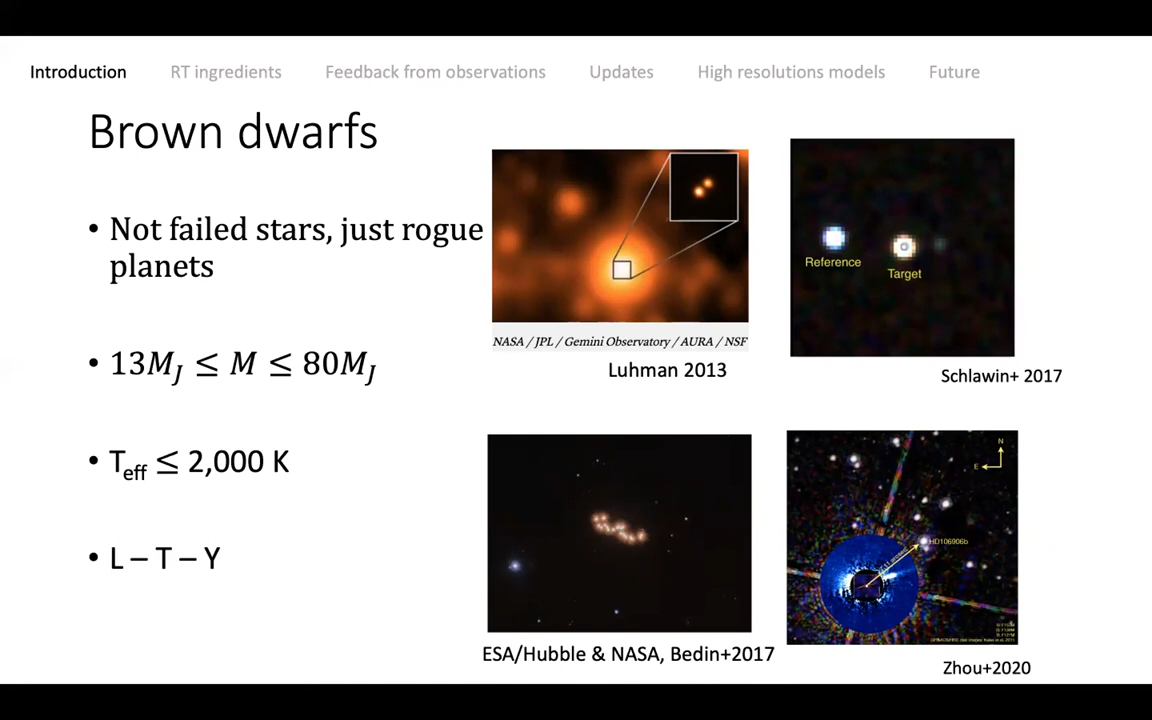 Introduction RT ingredients Feedback from observations Updates High resolutions models Future
Brown dwarfs
• Not failed stars, just rogue
planets
• 13M_J ≤ M ≤ 80M_J
• T_eff ≤ 2,000 K
• L – T – Y
NASA / JPL / Gemini Observatory / AURA / NSF
Luhman 2013
Reference
Target
Schlawin+ 2017
ESA/Hubble & NASA, Bedin+2017
N
E
HD106906b
Zhou+2020